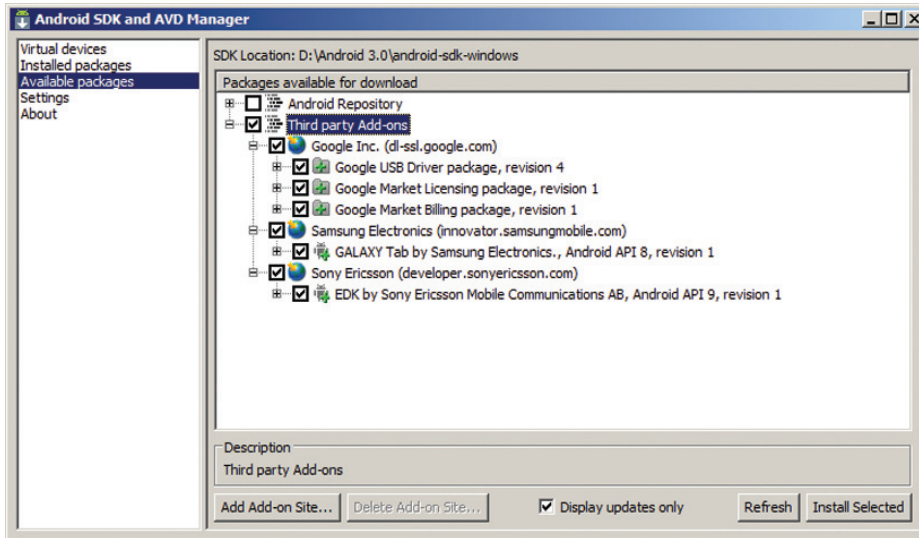 Android SDK and AVD Manager
Virtual devices
Installed packages
Available packages
Settings
About
SDK Location: D:\Android 3.0\android-sdk-windows
Packages available for download
Android Repository
Third party Add-ons
Google Inc. (dl-ssl.google.com)
Google USB Driver package, revision 4
Google Market Licensing package, revision 1
Google Market Billing package, revision 1
Samsung Electronics (innovator.samsungmobile.com)
GALAXY Tab by Samsung Electronics., Android API 8, revision 1
Sony Ericsson (developer.sonyericsson.com)
EDK by Sony Ericsson Mobile Communications AB, Android API 9, revision 1
Description
Third party Add-ons
Add Add-on Site... Delete Add-on Site... Display updates only Refresh Install Selected